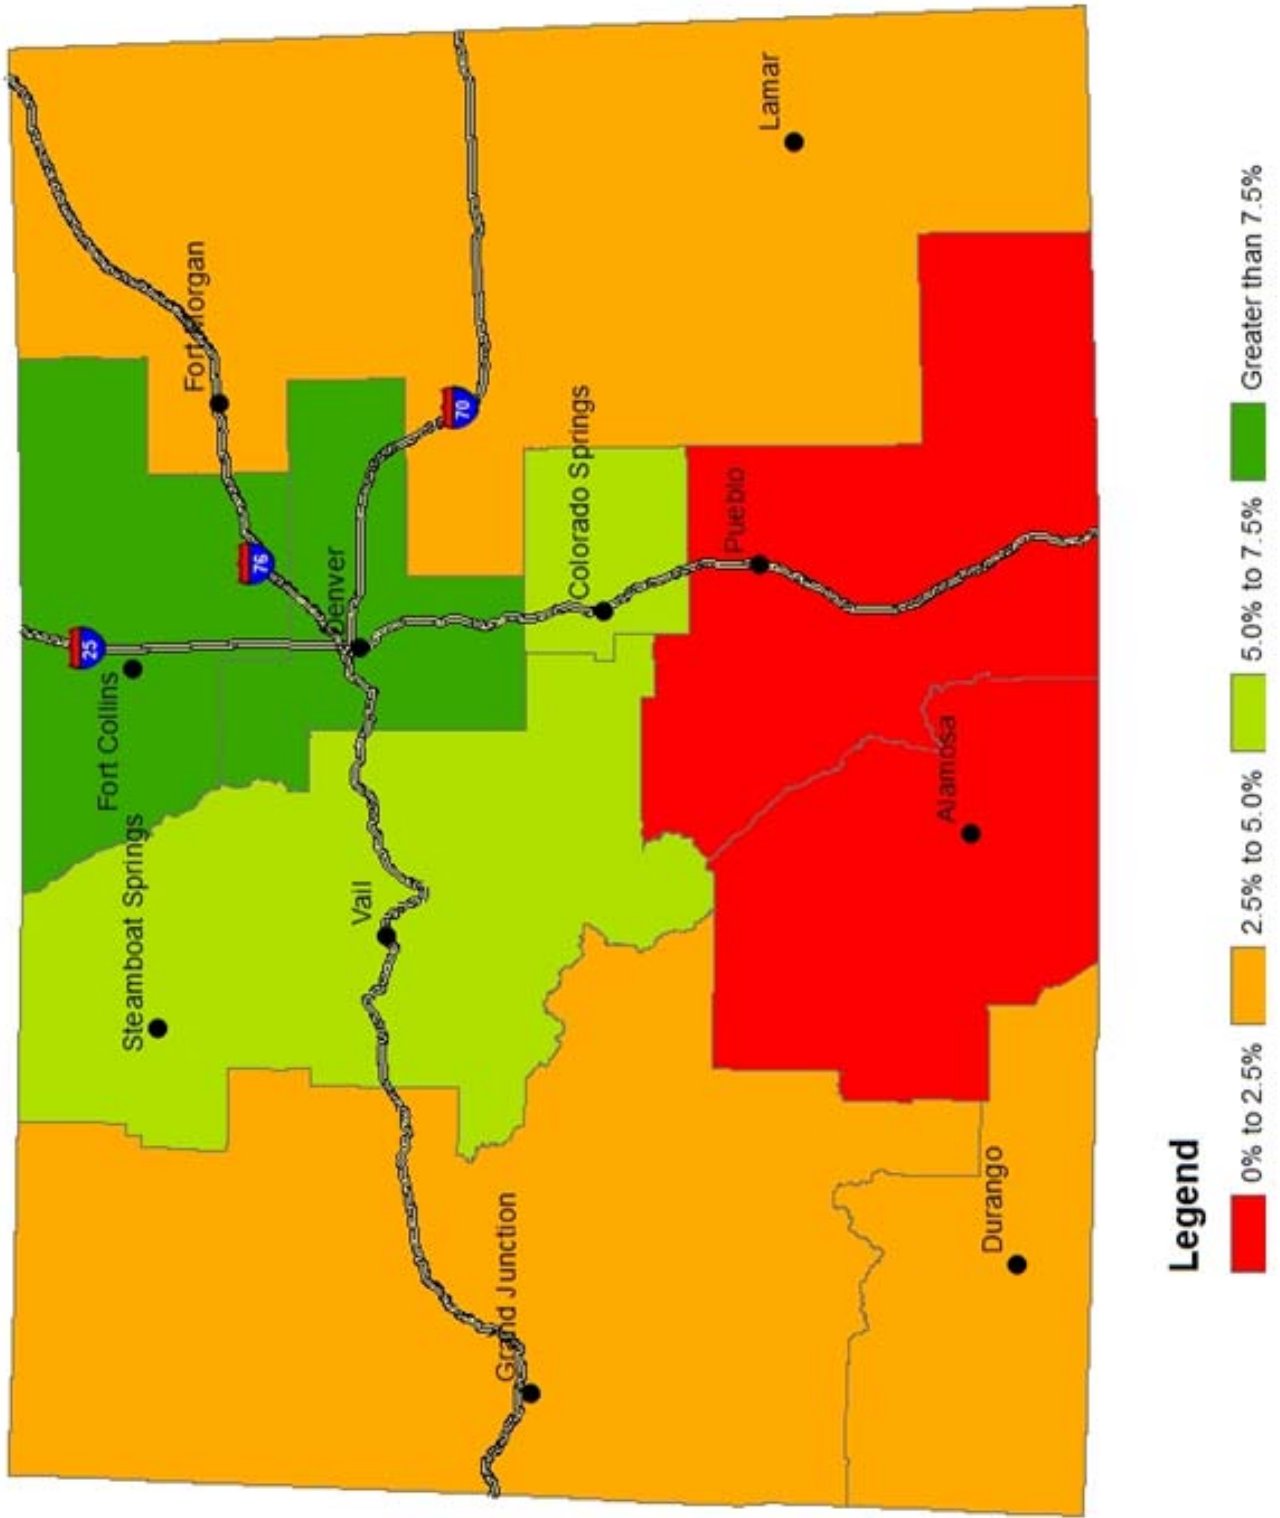 25
Fort Collins
Steamboat Springs
76
Fort Morgan
Denver
Vail
70
Grand Junction
Colorado Springs
Pueblo
Lamar
Alamosa
Durango
Legend
0% to 2.5%
2.5% to 5.0%
5.0% to 7.5%
Greater than 7.5%